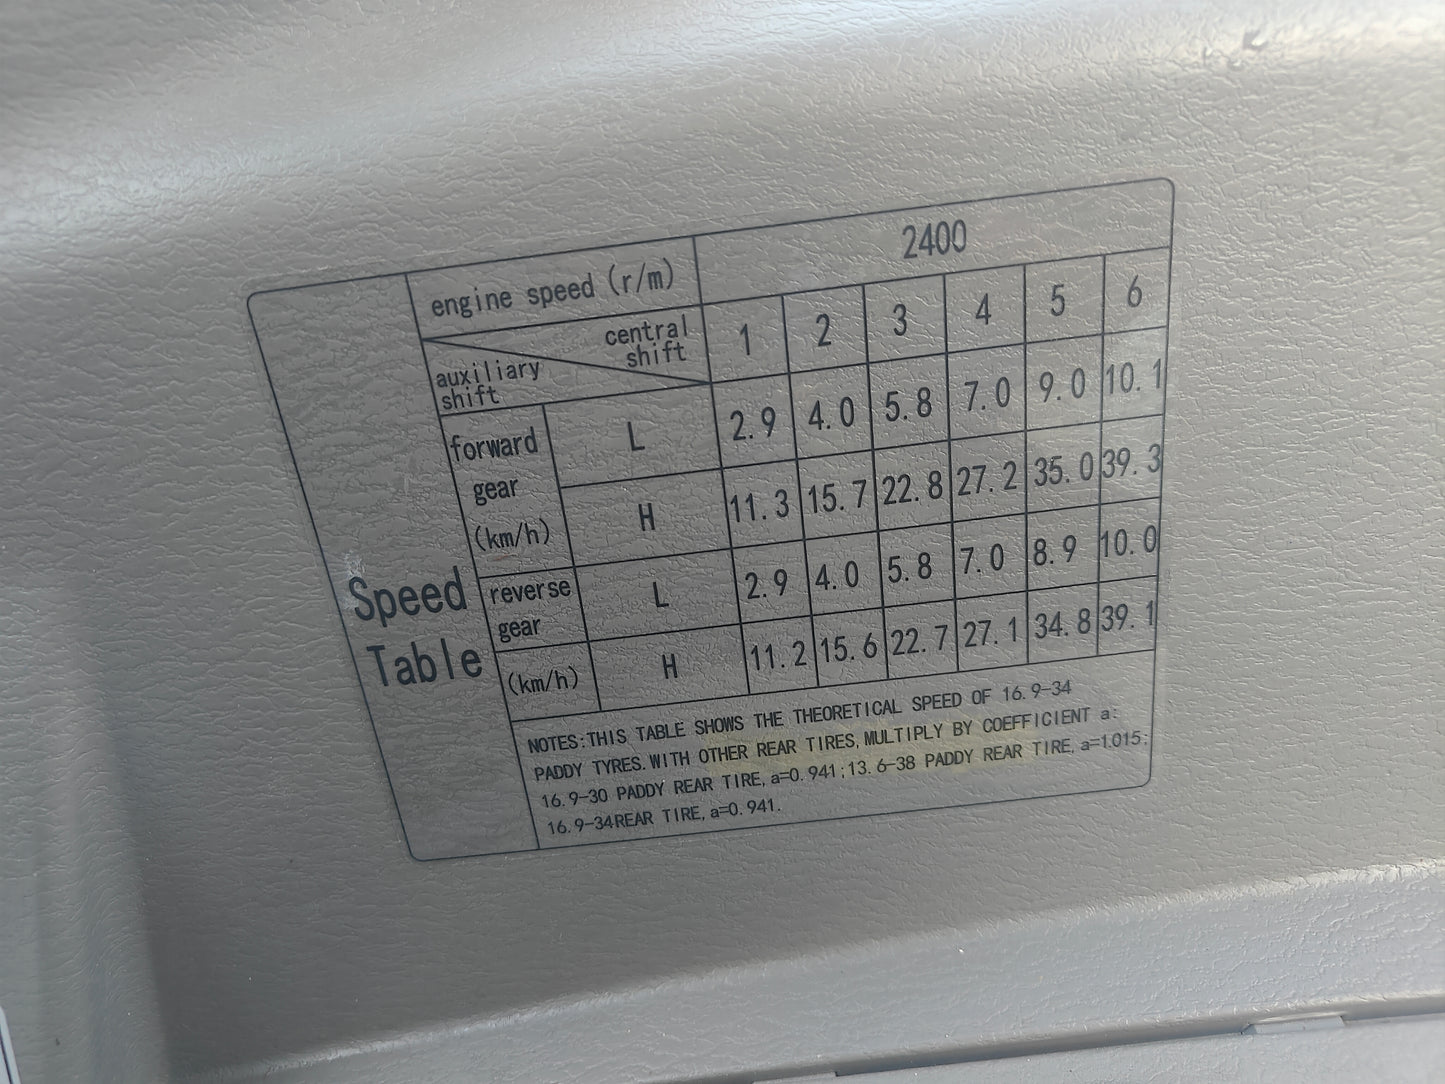 Speed
Table
engine speed (r/m) 2400
central
shift
auxiliary
shift
1 2 3 4 5 6
forward
gear
(km/h)
L 2.9 4.0 5.8 7.0 9.0 10.1
H 11.3 15.7 22.8 27.2 35.0 39.3
reverse
gear
(km/h)
L 2.9 4.0 5.8 7.0 8.9 10.0
H 11.2 15.6 22.7 27.1 34.8 39.1
NOTES:THIS TABLE SHOWS THE THEORETICAL SPEED OF 16.9-34
PADDY TYRES.WITH OTHER REAR TIRES,MULTIPLY BY COEFFICIENT a:
16.9-30 PADDY REAR TIRE,a=0.941;13.6-38 PADDY REAR TIRE,a=1.015;
16.9-34REAR TIRE,a=0.941.